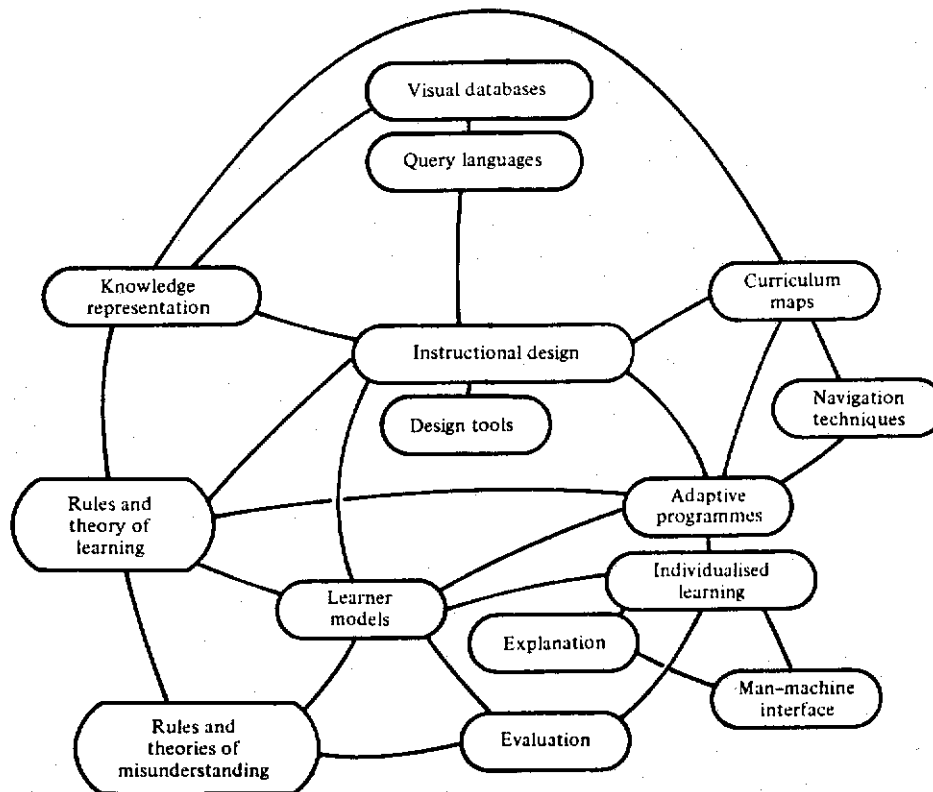 Visual databases
Query languages
Knowledge
representation
Curriculum
maps
Instructional design
Navigation
techniques
Design tools
Rules and
theory of
learning
Adaptive
programmes
Individualised
learning
Learner
models
Explanation
Man-machine
interface
Rules and
theories of
misunderstanding
Evaluation